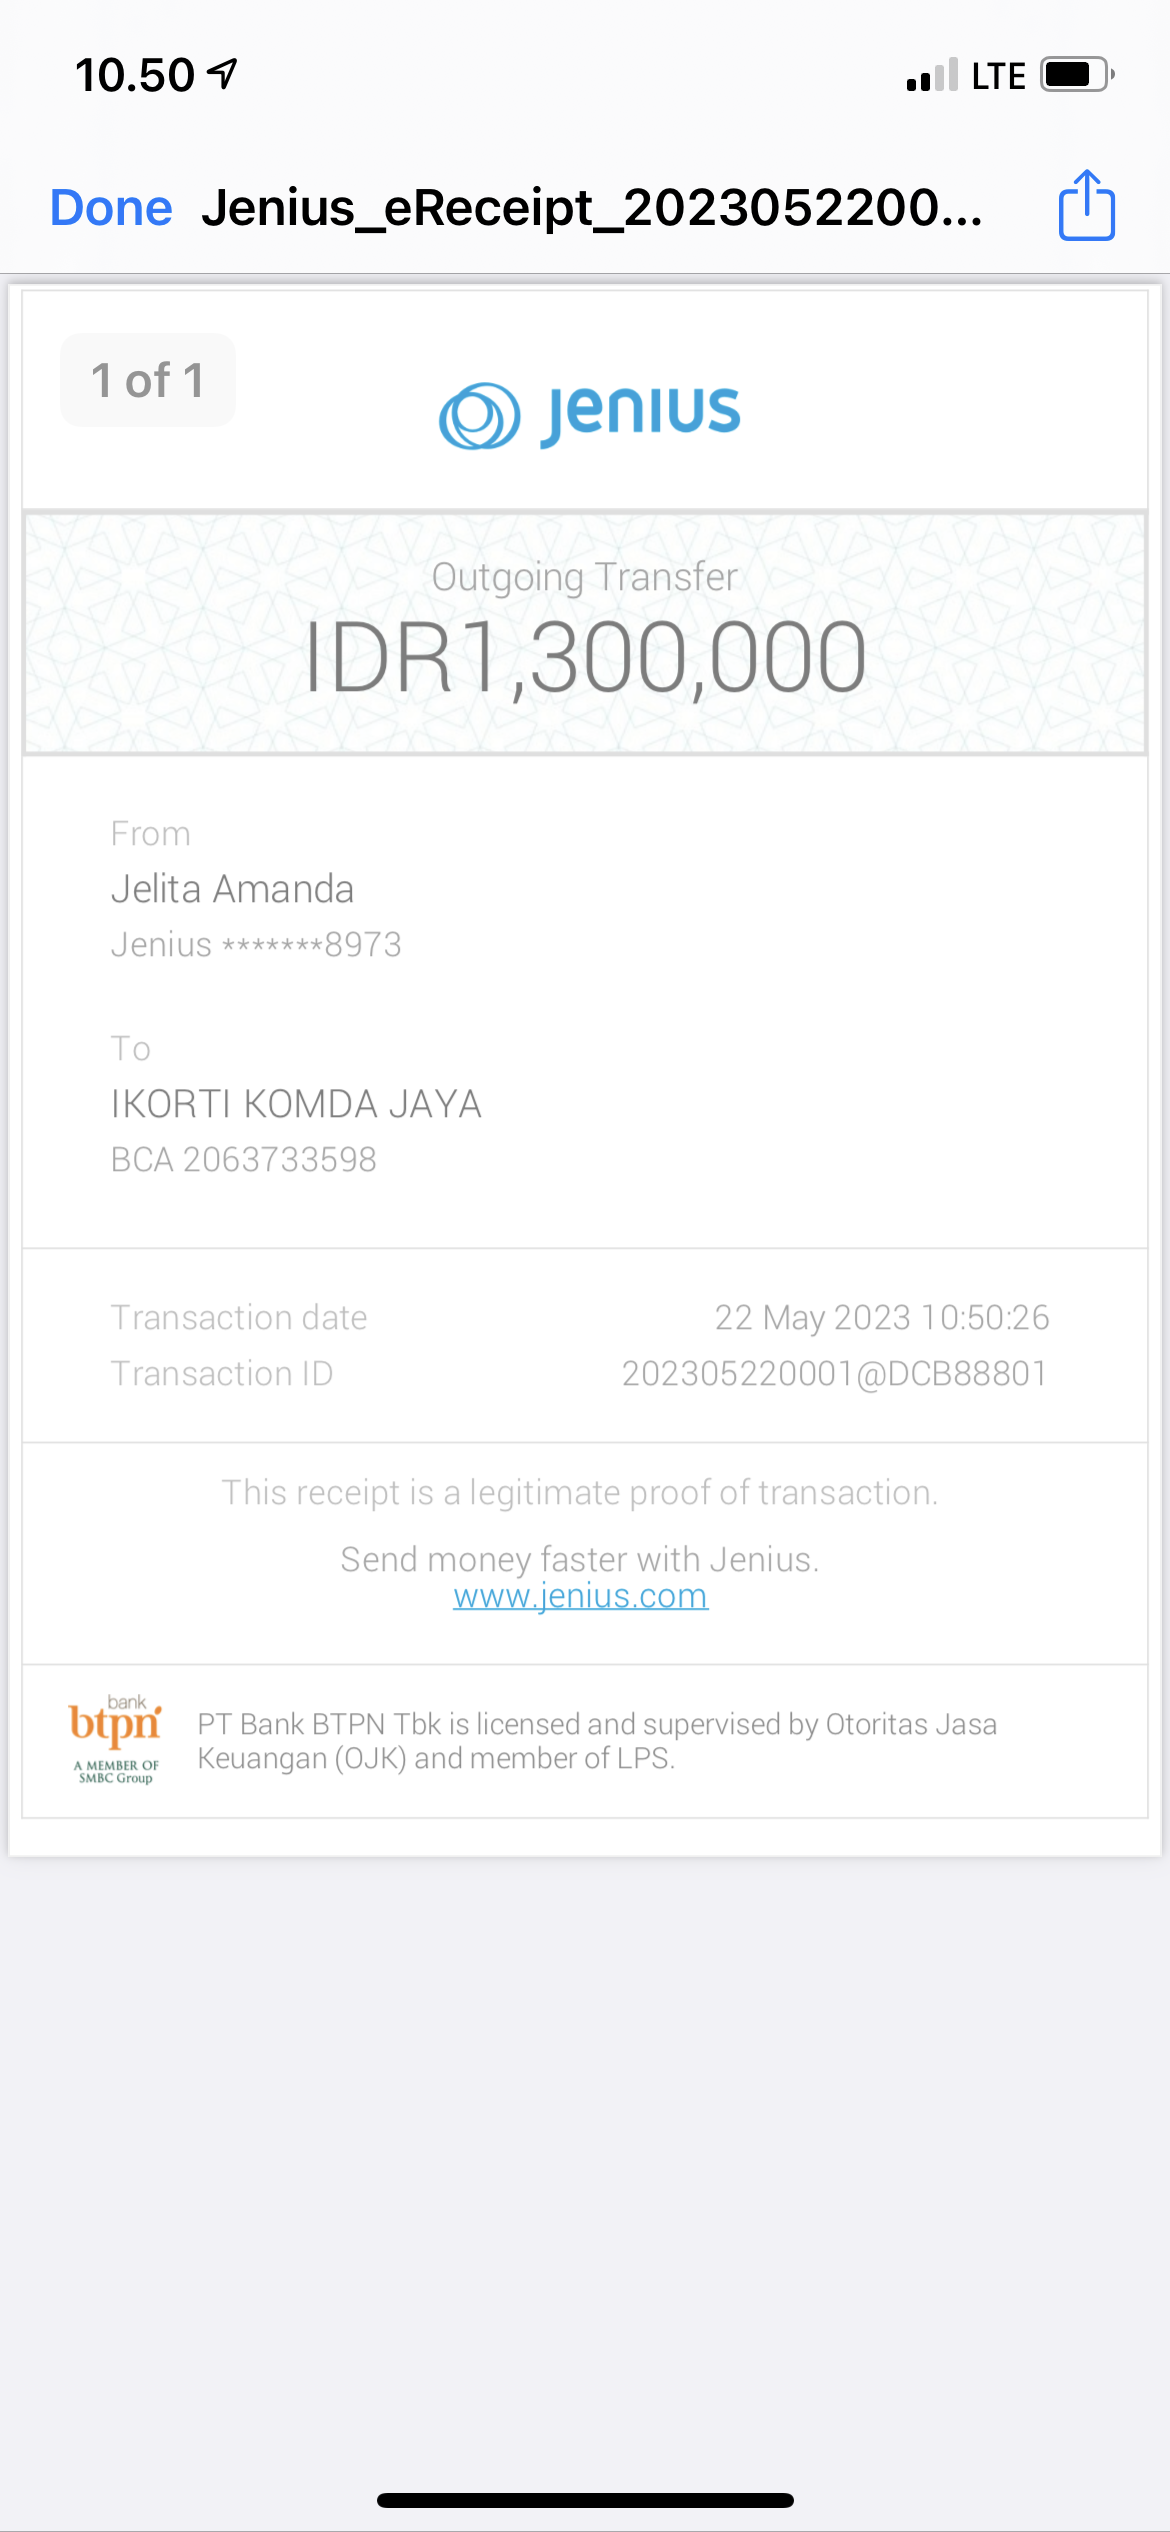 10.50
LTE
Done Jenius_eReceipt_2023052200...
1 of 1
Jenius
Outgoing Transfer
IDR1,300,000
From
Jelita Amanda
Jenius *******8973
To
IKORTI KOMDA JAYA
BCA 2063733598
Transaction date 22 May 2023 10:50:26
Transaction ID 202305220001@DCB88801
This receipt is a legitimate proof of transaction.
Send money faster with Jenius.
www.jenius.com
bank
btpn
A MEMBER OF
SMBC Group
PT Bank BTPN Tbk is licensed and supervised by Otoritas Jasa
Keuangan (OJK) and member of LPS.